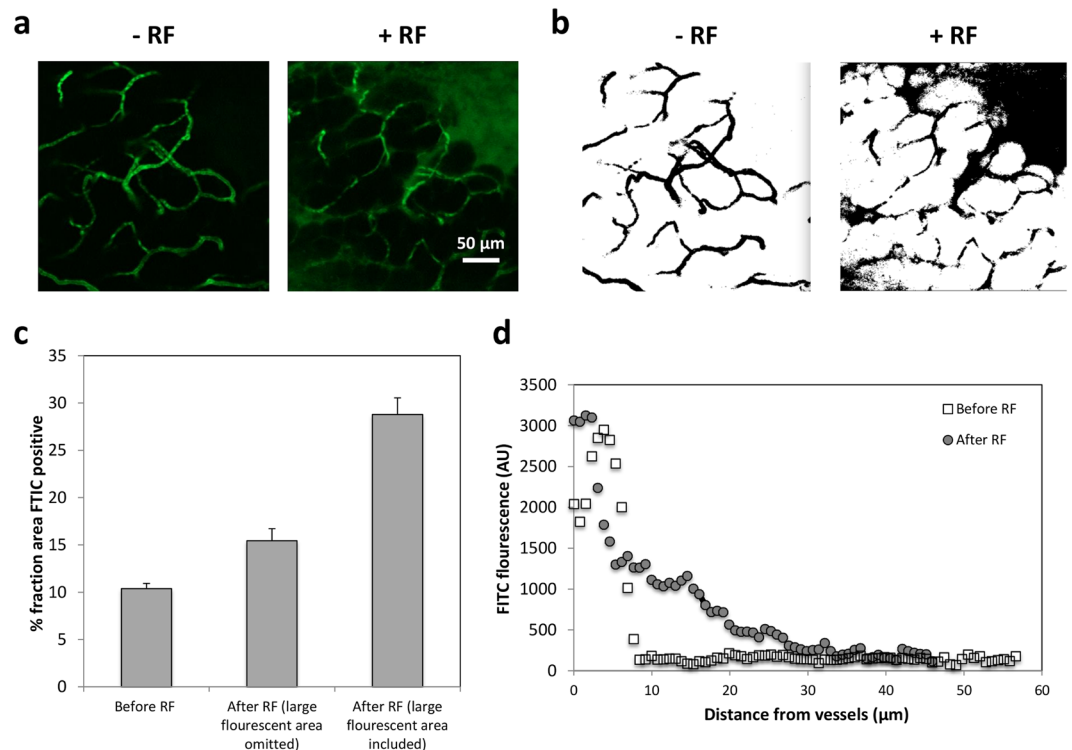 a
- RF
+ RF
50 μm
b
- RF
+ RF
c
% fraction area FTIC positive
35
30
25
20
15
10
5
0
Before RF
After RF (large
flourescent area
omitted)
After RF (large
flourescent area
included)
d
FITC flourescence (AU)
3500
3000
2500
2000
1500
1000
500
0
0
10
20
30
40
50
60
Distance from vessels (μm)
Before RF
After RF